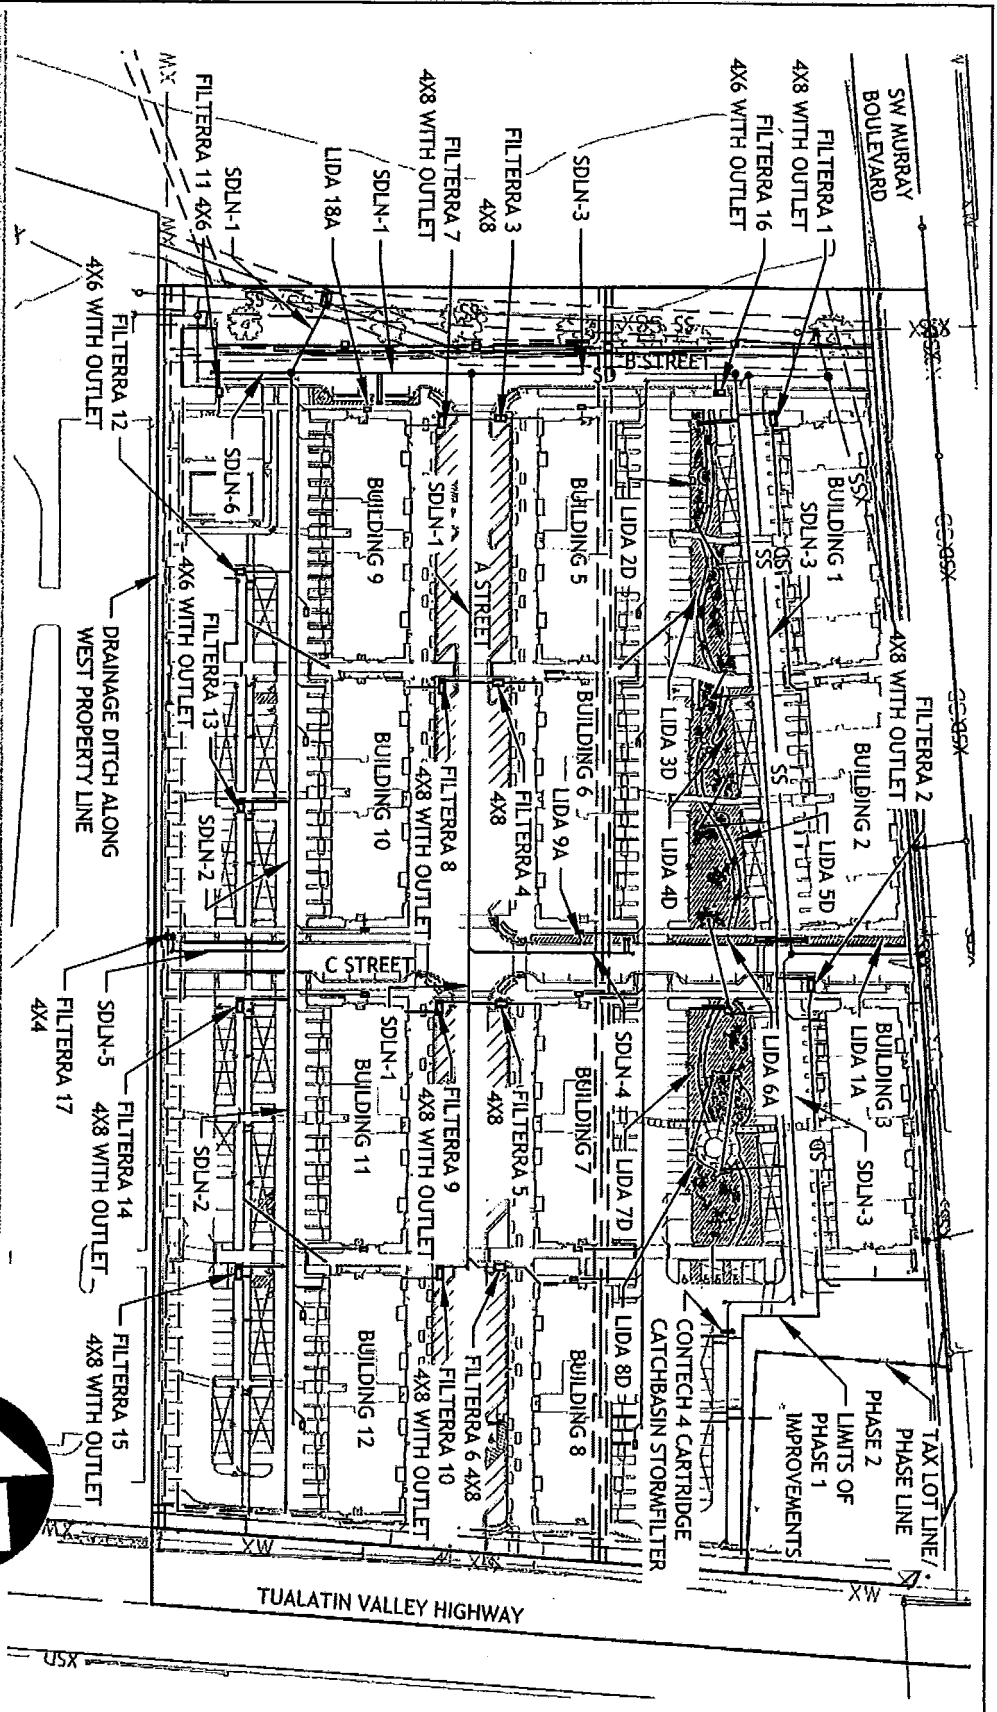 SW MURRAY
BOULEVARD
FILTERRA 1
4X8 WITH OUTLET
FILTERRA 16
4X6 WITH OUTLET
SDLN-3
FILTERRA 3
4X8
FILTERRA 7
4X8 WITH OUTLET
SDLN-1
LIDA 18A
SDLN-1
FILTERRA 11 4X6
B STREET
SD
SS
SS
BUILDING 1
SDLN-3
SS
SS
LIDA 2D
BUILDING 5
A STREET
SDLN-1
BUILDING 9
SDLN-6
FILTERRA 12
4X6 WITH OUTLET
FILTERRA 2
4X8 WITH OUTLET
BUILDING 2
LIDA 5D
LIDA 3D
LIDA 4D
BUILDING 6
LIDA 9A
FILTERRA 4
4X8
FILTERRA 8
4X8 WITH OUTLET
BUILDING 10
SDLN-2
FILTERRA 13
4X6 WITH OUTLET
DRAINAGE DITCH ALONG
WEST PROPERTY LINE
BUILDING 3
LIDA 1A
LIDA 6A
SDLN-3
SD
SDLN-4
LIDA 7D
BUILDING 7
C STREET
SDLN-1
FILTERRA 5
4X8
FILTERRA 9
4X8 WITH OUTLET
BUILDING 11
SDLN-2
SDLN-5
FILTERRA 14
4X8 WITH OUTLET
FILTERRA 17
4X4
TAX LOT LINE/
PHASE LINE
PHASE 2
LIMITS OF
PHASE 1
IMPROVEMENTS
CONTECH 4 CARTRIDGE
CATCHBASIN STORMFILTER
LIDA 8D
BUILDING 8
FILTERRA 6 4X8
FILTERRA 10
4X8 WITH OUTLET
BUILDING 12
FILTERRA 15
4X8 WITH OUTLET
TUALATIN VALLEY HIGHWAY